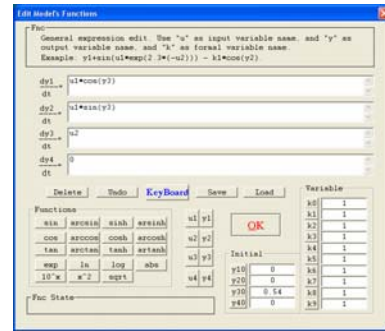 Edit Model's Functions
Fnc
General expression edit. Use "u" as input variable name, and "y" as
output variable name, and "k" as formal variable name.
Example: y1+sin(u1*exp(2.3*(-u2))) - k1*cos(y2).
dy1/dt = u1*cos(y3)
dy2/dt = u1*sin(y3)
dy3/dt = u2
dy4/dt = 0
Delete Undo KeyBoard Save Load
Functions
sin arcsin sinh arsinh
cos arccos cosh arcosh
tan arctan tanh artanh
exp ln log abs
10^x x^2 sqrt
u1 y1
u2 y2
u3 y3
u4 y4
OK
Initial
y10 0
y20 0
y30 0.54
y40 0
Variable
k0 1
k1 1
k2 1
k3 1
k4 1
k5 1
k6 1
k7 1
k8 1
k9 1
Fnc State